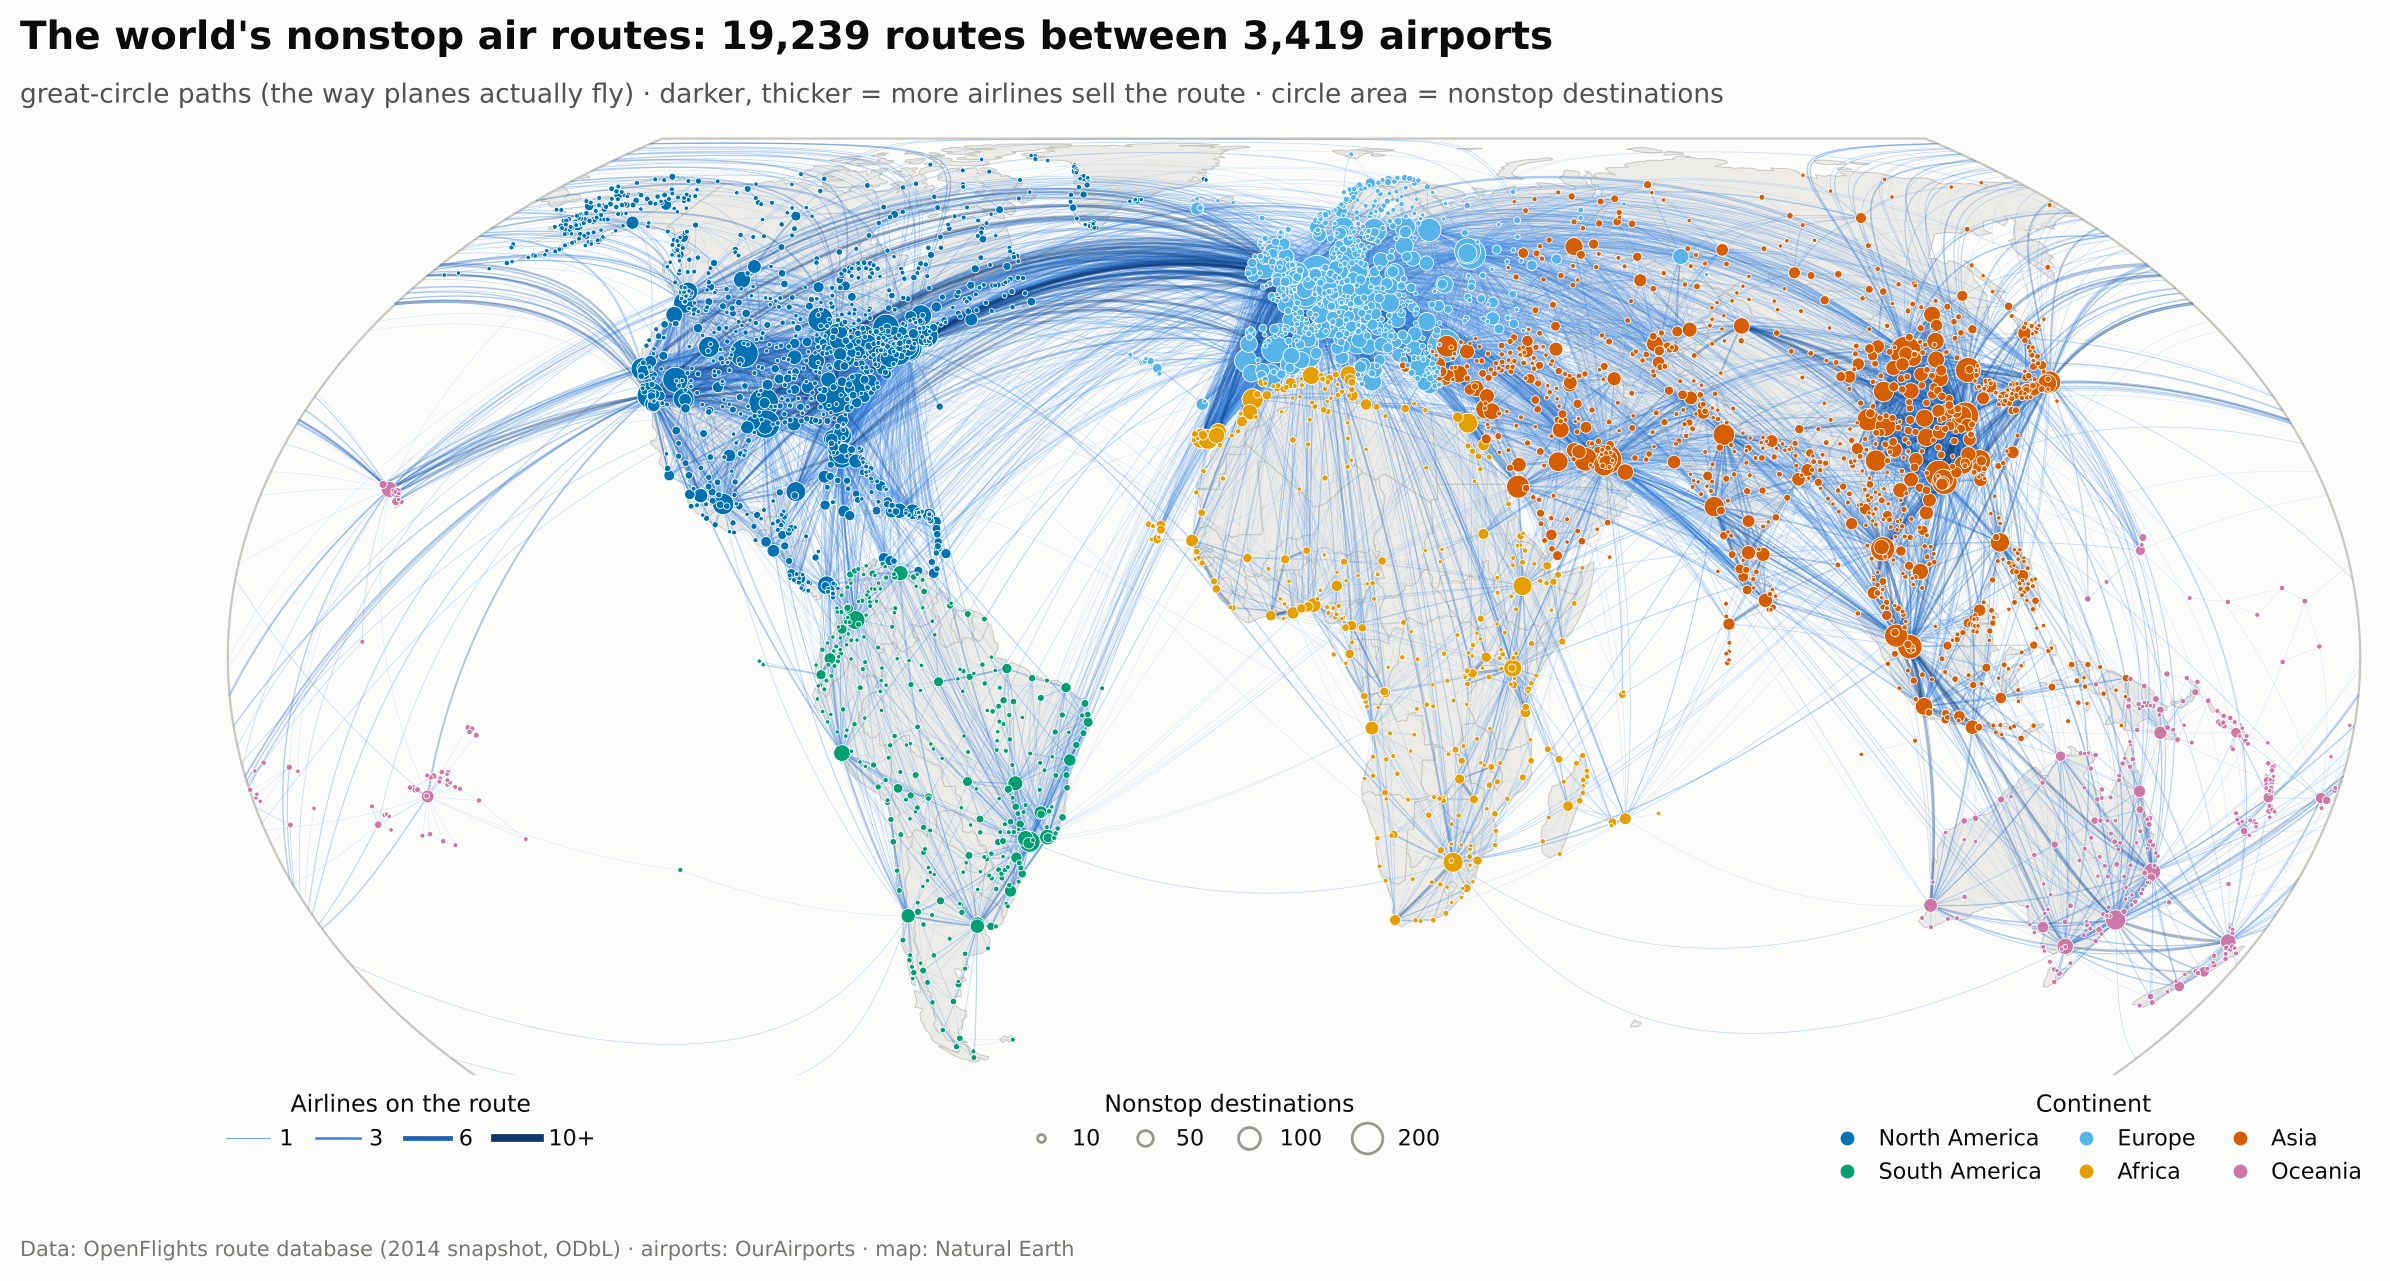 The world's nonstop air routes: 19,239 routes between 3,419 airports
great-circle paths (the way planes actually fly) · darker, thicker = more airlines sell the route · circle area = nonstop destinations
Airlines on the route
1 3 6 10+
Nonstop destinations
10 50 100 200
Continent
North America Europe Asia
South America Africa Oceania
Data: OpenFlights route database (2014 snapshot, ODbL) · airports: OurAirports · map: Natural Earth